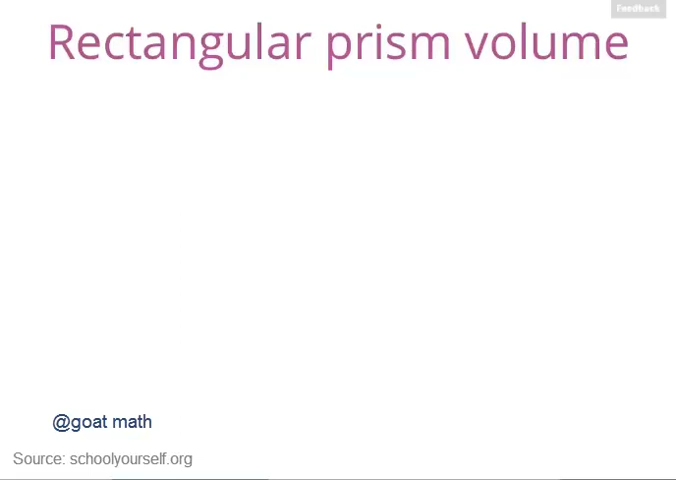 Feedback
Rectangular prism volume
@goat math
Source: schoolyourself.org